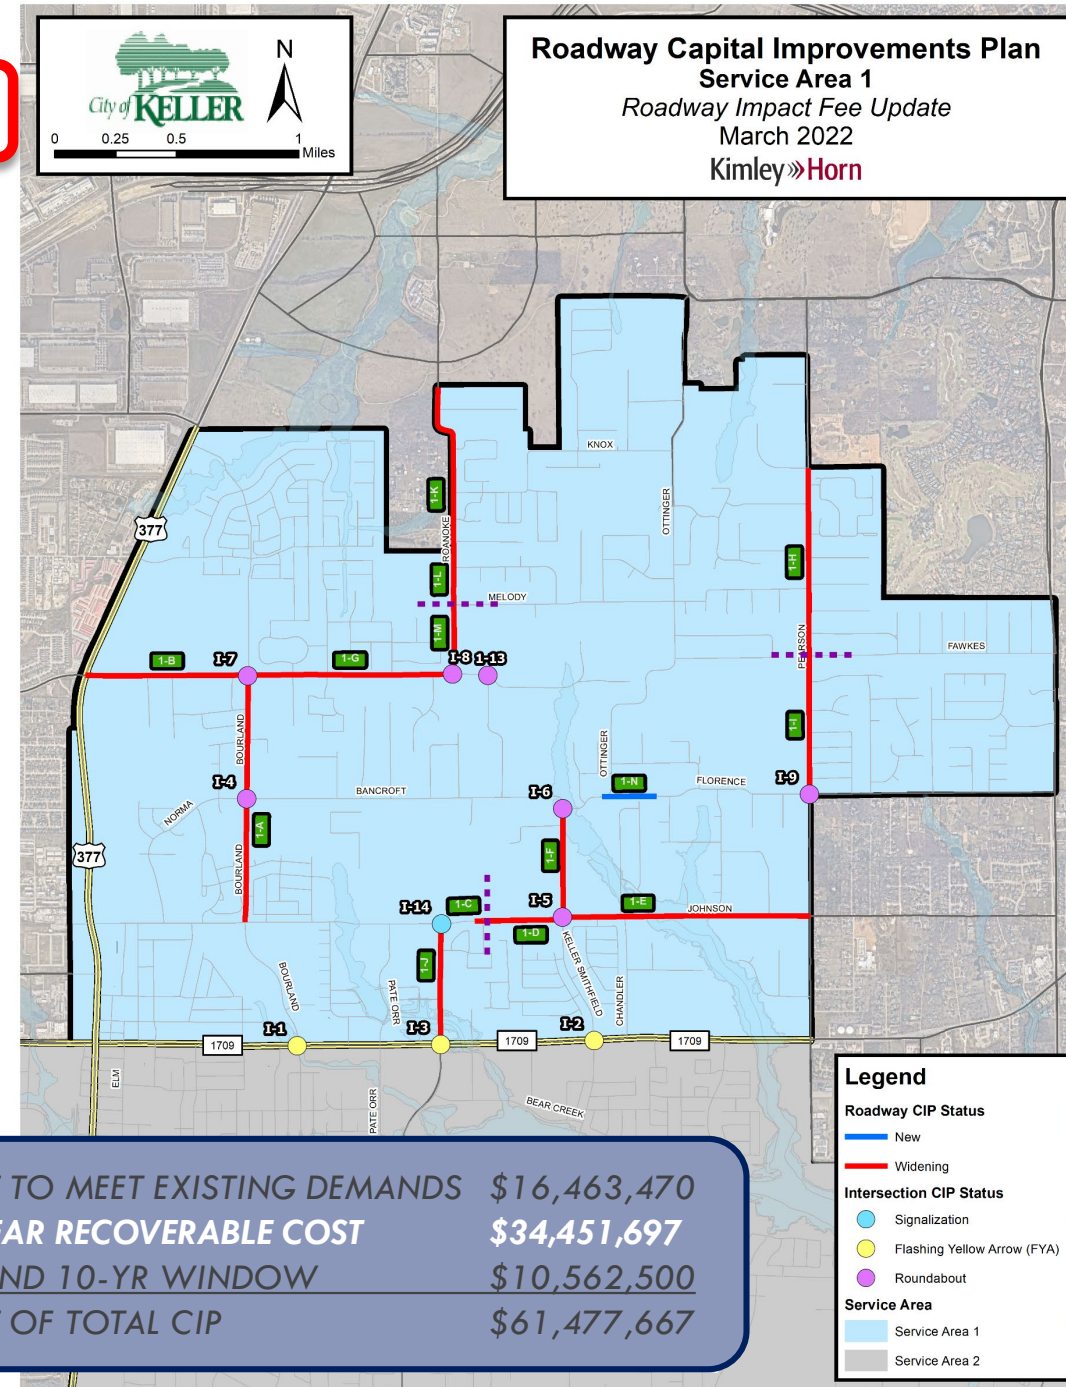 City of KELLER
N
0 0.25 0.5 1
Miles
Roadway Capital Improvements Plan
Service Area 1
Roadway Impact Fee Update
March 2022
Kimley»Horn
KNOX
OTTINGER
1-K
ROANOKE
377
1-H
1-L
MELODY
1-M
PEARSON
FAWKES
1-B
I-7
1-G
I-8
1-13
1-I
BOURLAND
OTTINGER
I-4
BANCROFT
I-6
1-N
FLORENCE
I-9
NORMA
1-A
377
BOURLAND
1-F
I-14
1-C
I-5
1-E
JOHNSON
1-D
KELLER SMITHFIELD
1-J
BOURLAND
PATE ORR
CHANDLER
I-1
I-3
I-2
1709
1709
1709
ELM
PATE ORR
BEAR CREEK
Legend
Roadway CIP Status
New
Widening
Intersection CIP Status
Signalization
Flashing Yellow Arrow (FYA)
Roundabout
Service Area
Service Area 1
Service Area 2
TO MEET EXISTING DEMANDS $16,463,470
EAR RECOVERABLE COST $34,451,697
ND 10-YR WINDOW $10,562,500
OF TOTAL CIP $61,477,667